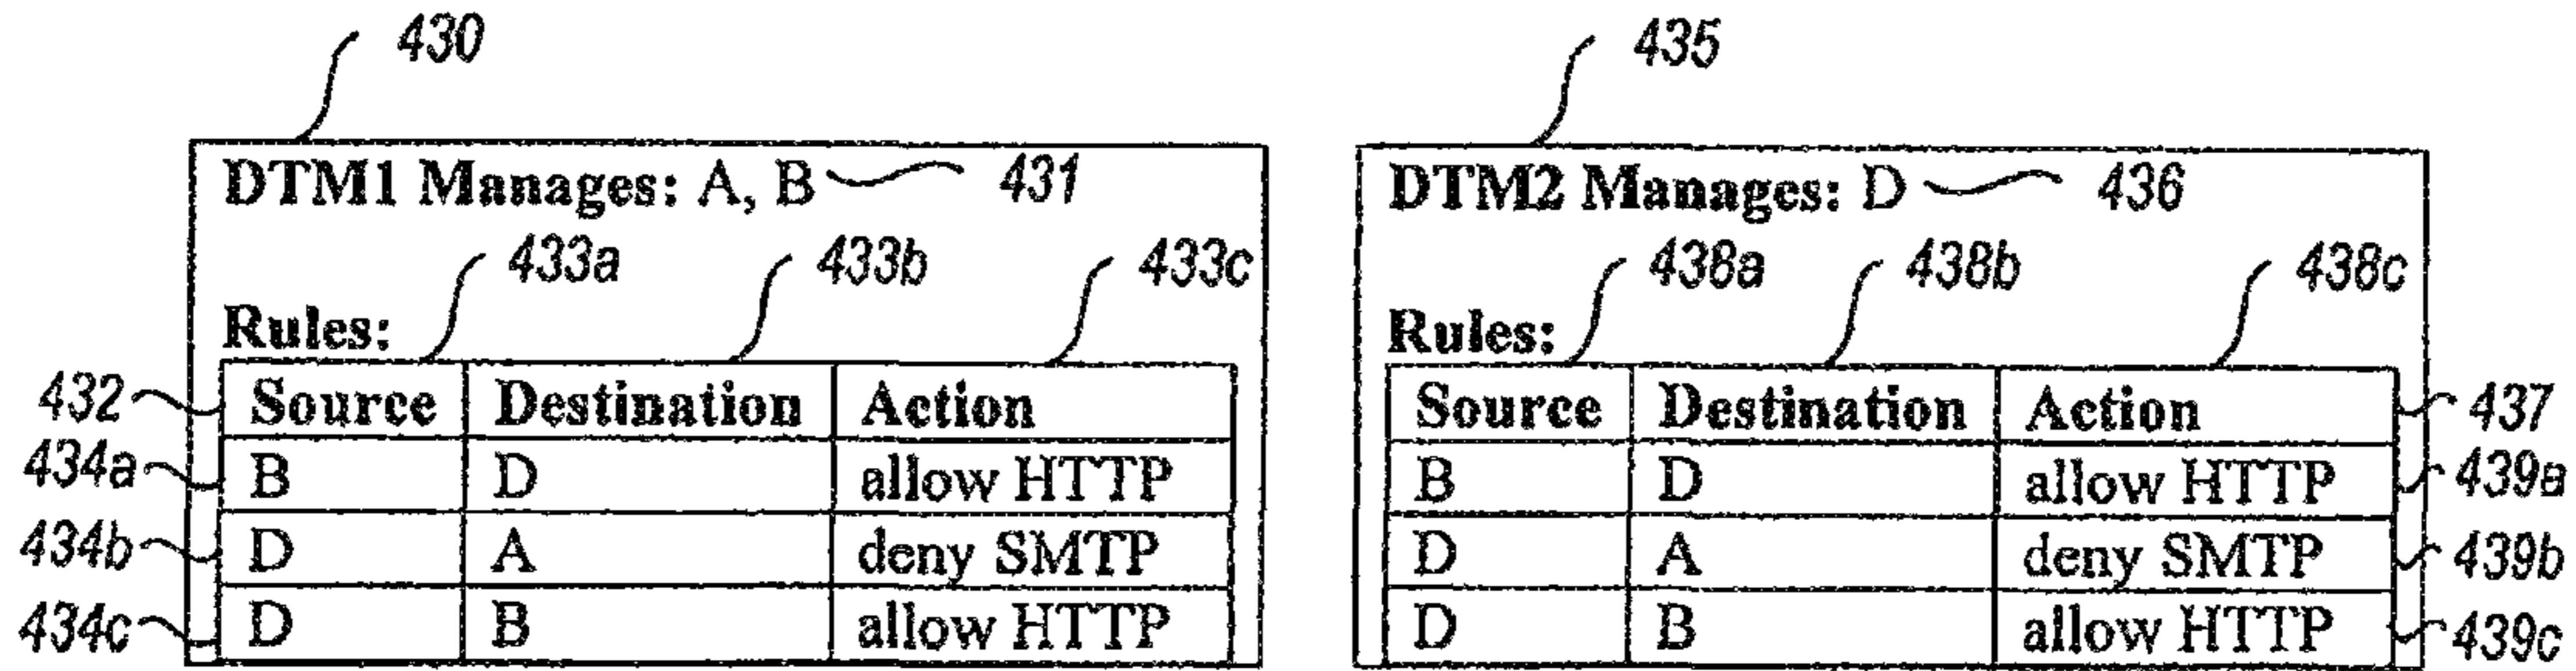 430
DTM1 Manages: A, B 431
433a 433b 433c
Rules:
432 Source Destination Action
434a B D allow HTTP
434b D A deny SMTP
434c D B allow HTTP
435
DTM2 Manages: D 436
438a 438b 438c
Rules:
Source Destination Action 437
B D allow HTTP 439a
D A deny SMTP 439b
D B allow HTTP 439c